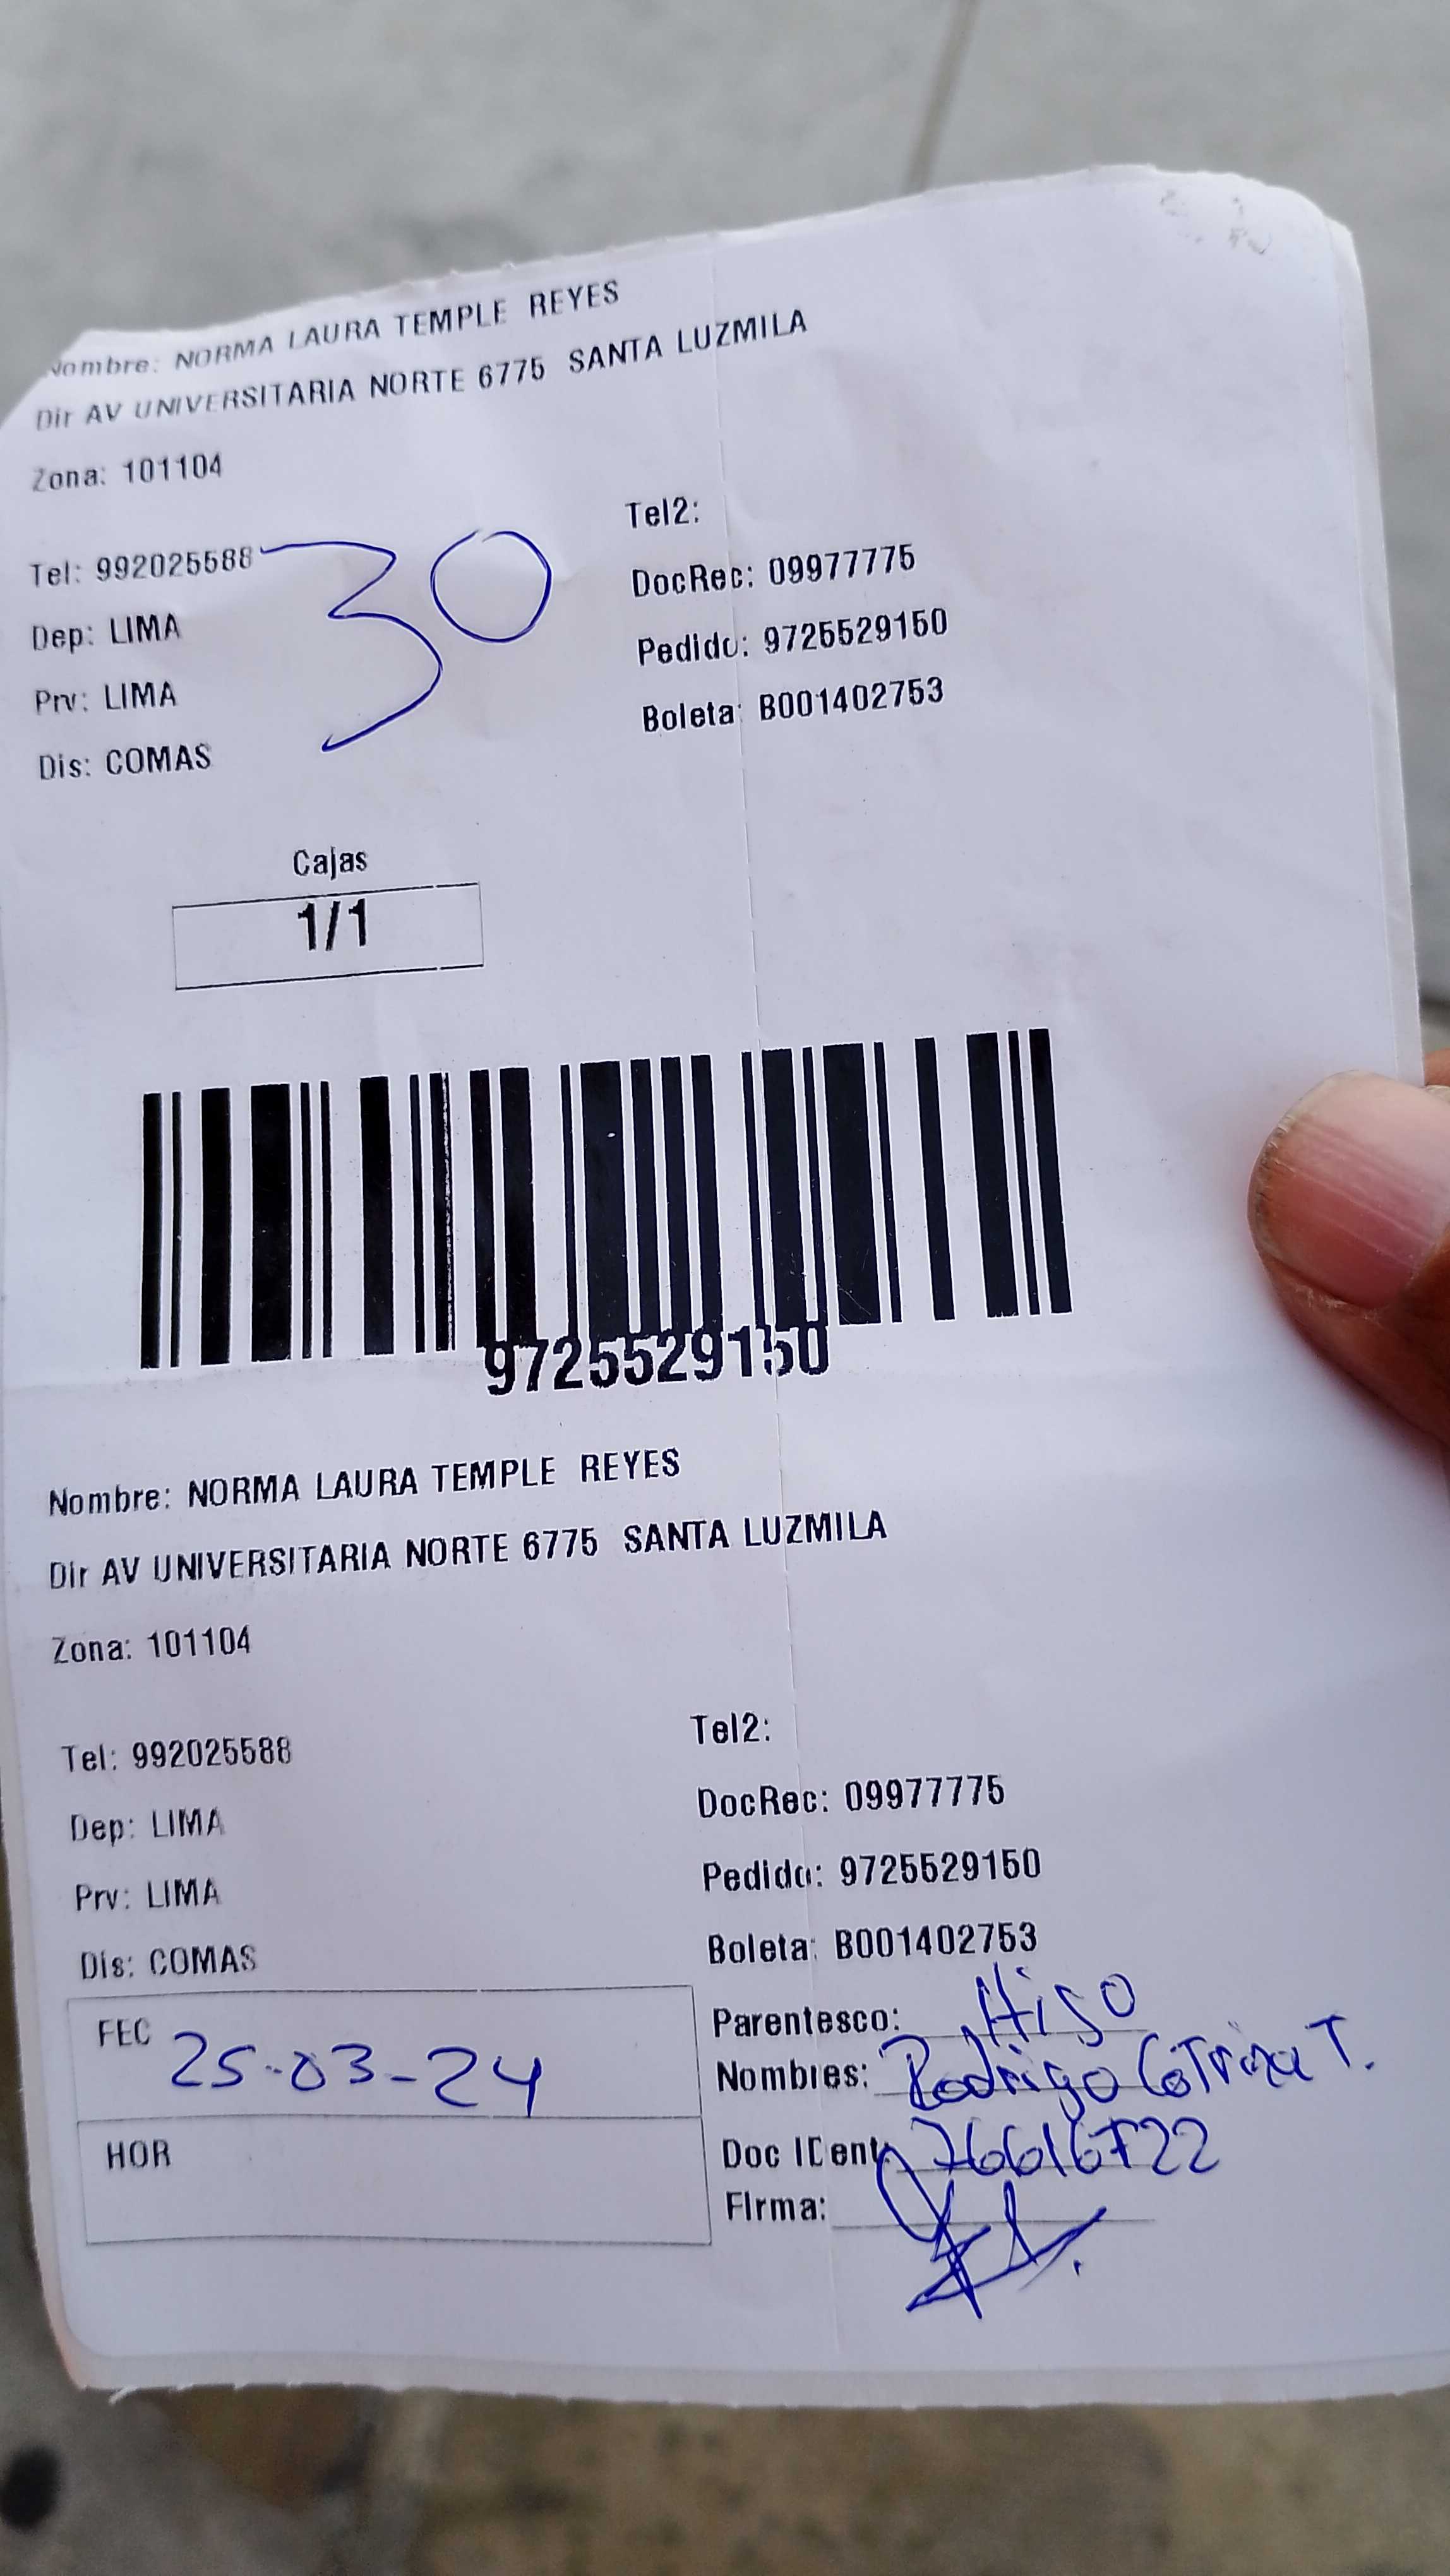 Nombre: NORMA LAURA TEMPLE REYES
Dir AV UNIVERSITARIA NORTE 6775 SANTA LUZMILA
Zona: 101104
Tel2:
Tel: 992025588
30
DocRec: 09977775
Dep: LIMA
Pedido: 9725529150
Prv: LIMA
Boleta: B001402753
Dis: COMAS
Cajas
1/1
9725529150
Nombre: NORMA LAURA TEMPLE REYES
Dir AV UNIVERSITARIA NORTE 6775 SANTA LUZMILA
Zona: 101104
Tel2:
Tel: 992025588
DocRec: 09977775
Dep: LIMA
Pedido: 9725529150
Prv: LIMA
Boleta: B001402753
Dis: COMAS
FEC 25-03-24
Parentesco: Hijo
Nombres: Rodrigo Cotrina T.
HOR
Doc IDent: 76616722
Firma: